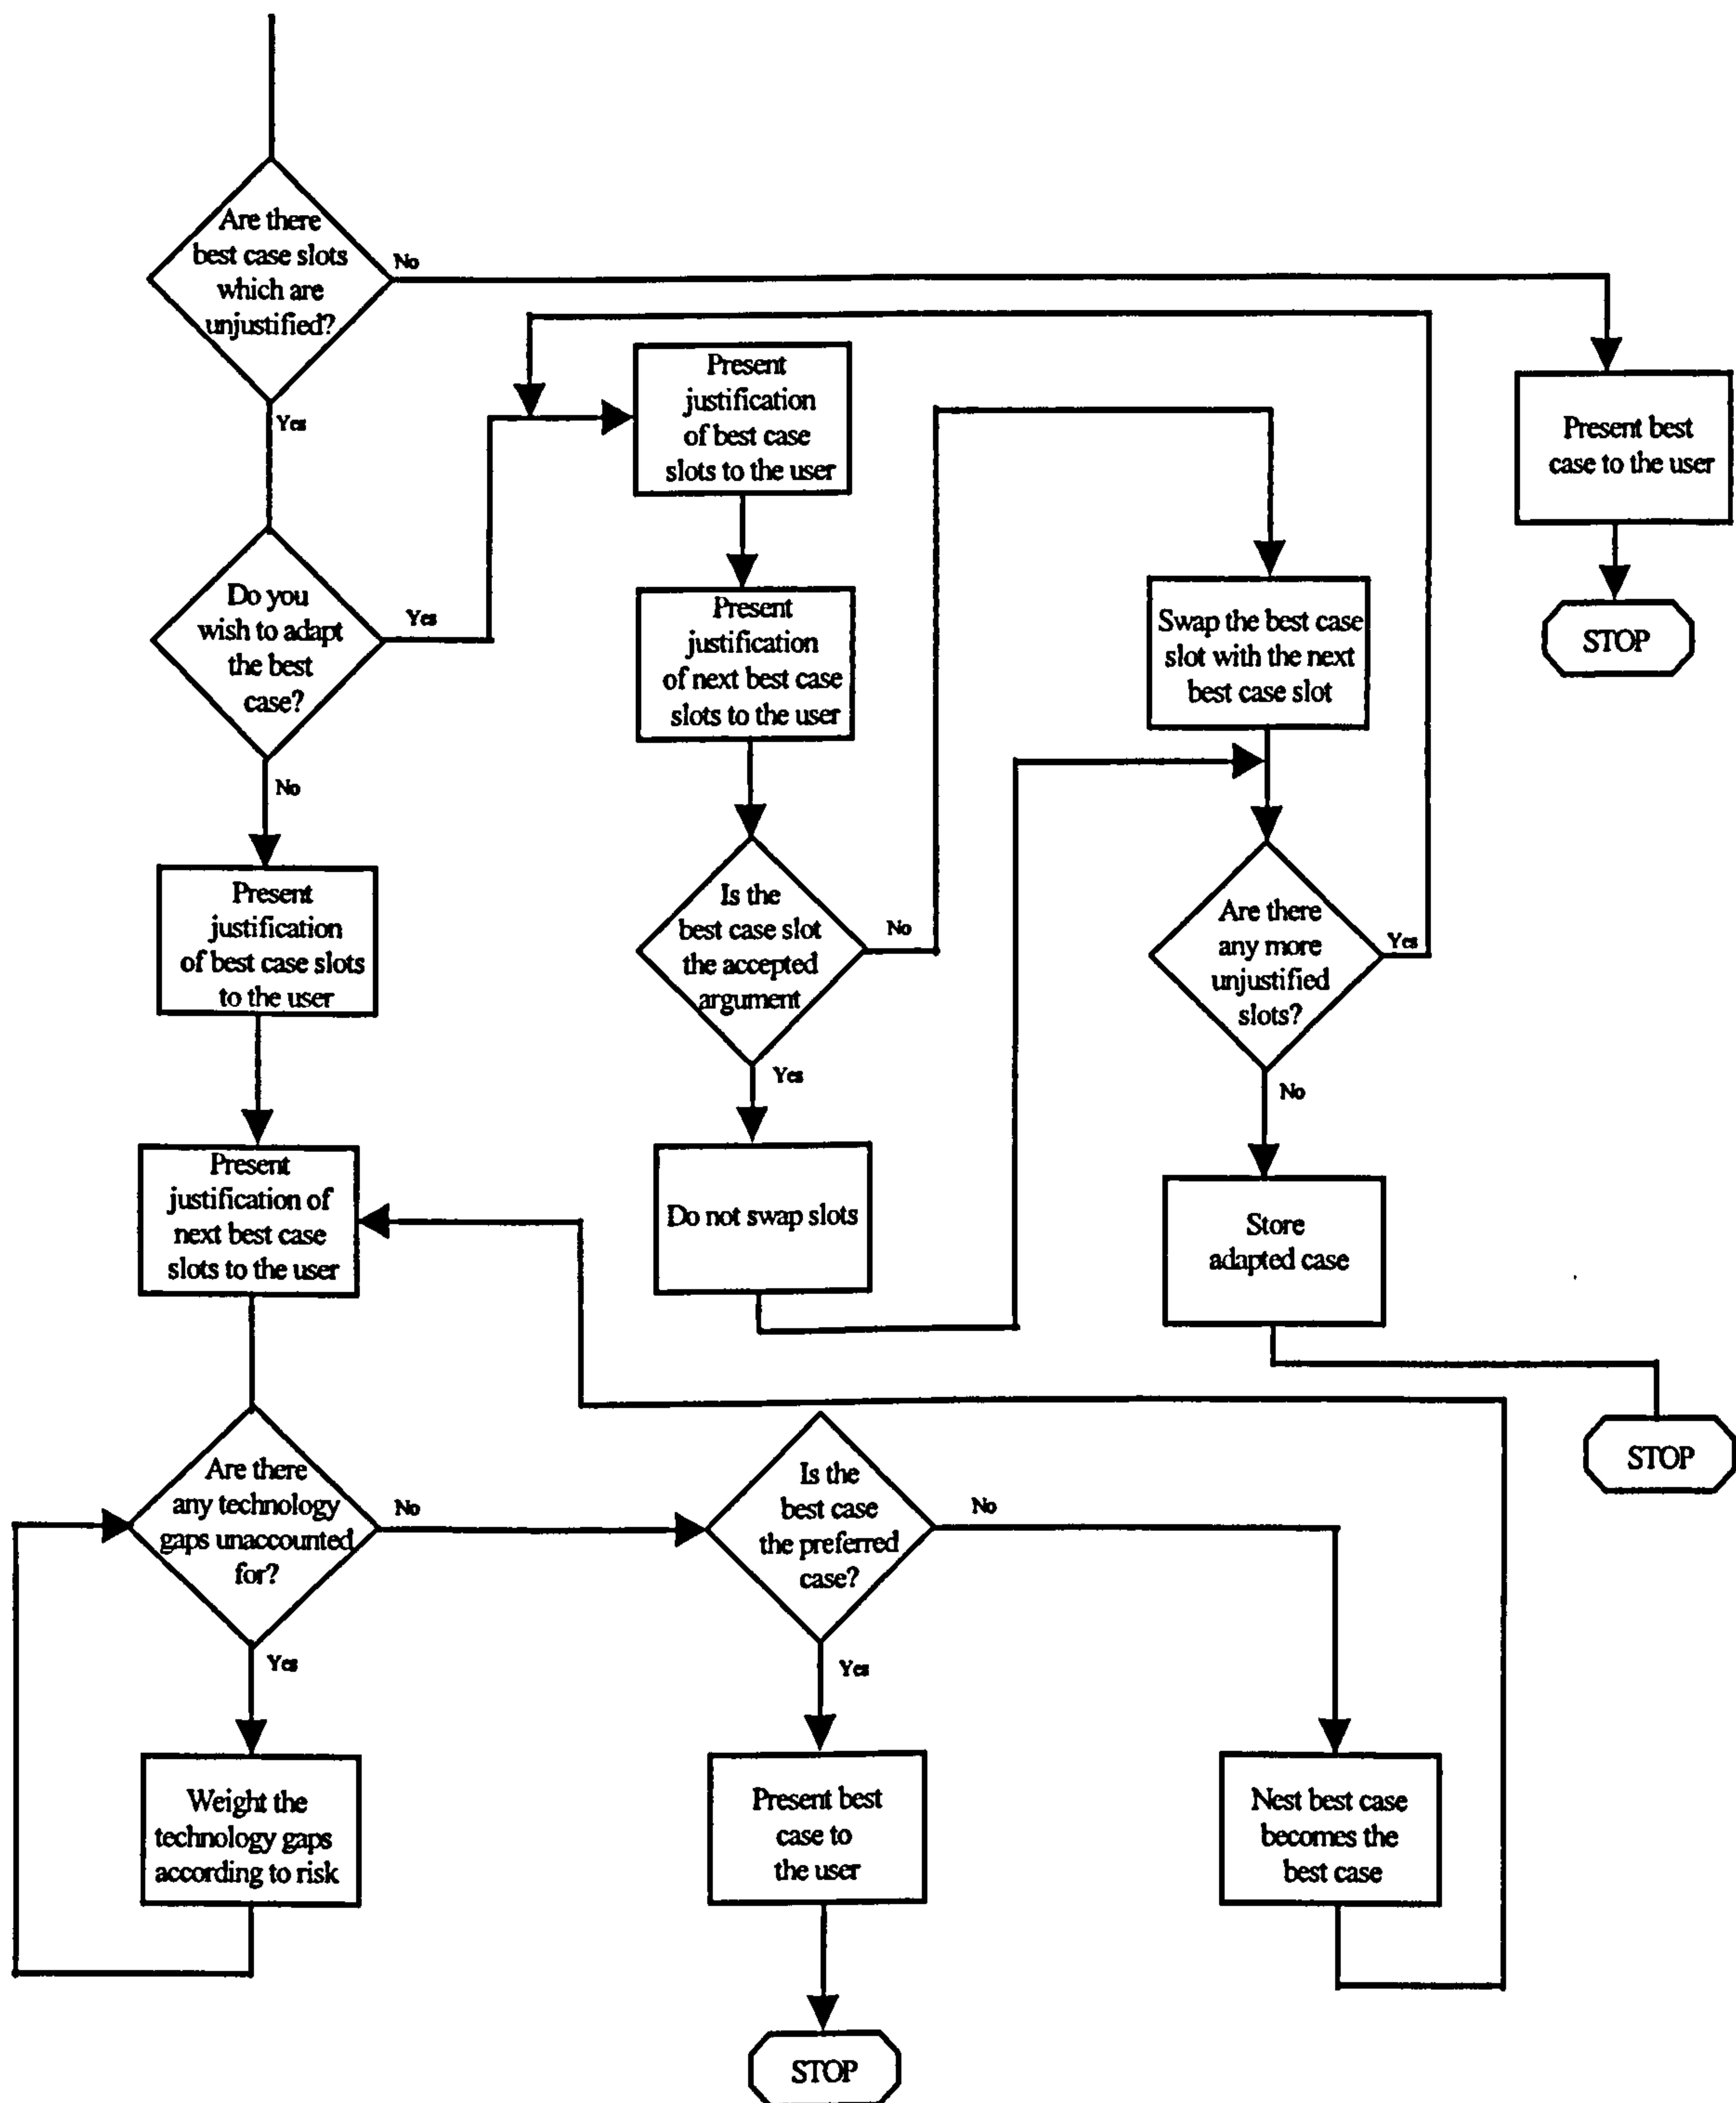 Are there
best case slots
which are
unjustified?
No
Yes
Present
justification
of best case
slots to the user
Present best
case to the user
STOP
Do you
wish to adapt
the best
case?
Yes
No
Present
justification
of next best case
slots to the user
Swap the best case
slot with the next
best case slot
Present
justification
of best case slots
to the user
Is the
best case slot
the accepted
argument
No
Yes
Are there
any more
unjustified
slots?
Yes
No
Present
justification of
next best case
slots to the user
Do not swap slots
Store
adapted case
STOP
Are there
any technology
gaps unaccounted
for?
No
Yes
Is the
best case
the preferred
case?
No
Yes
Weight the
technology gaps
according to risk
Present best
case to
the user
Nest best case
becomes the
best case
STOP